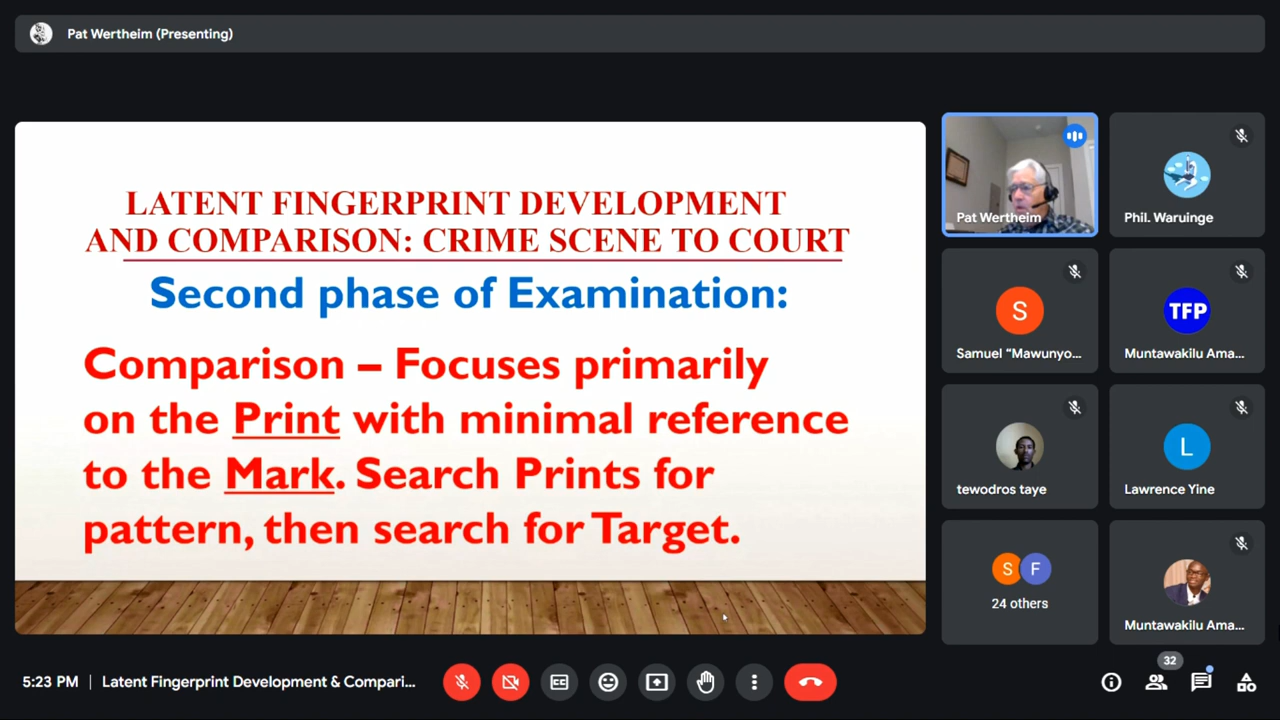 Pat Wertheim (Presenting)
LATENT FINGERPRINT DEVELOPMENT
AND COMPARISON: CRIME SCENE TO COURT
Second phase of Examination:
Comparison – Focuses primarily
on the Print with minimal reference
to the Mark. Search Prints for
pattern, then search for Target.
Pat Wertheim
Phil. Waruinge
S
Samuel “Mawunyo...
TFP
Muntawakilu Ama...
tewodros taye
L
Lawrence Yine
S F
24 others
Muntawakilu Ama...
5:23 PM | Latent Fingerprint Development & Compari...
CC
32